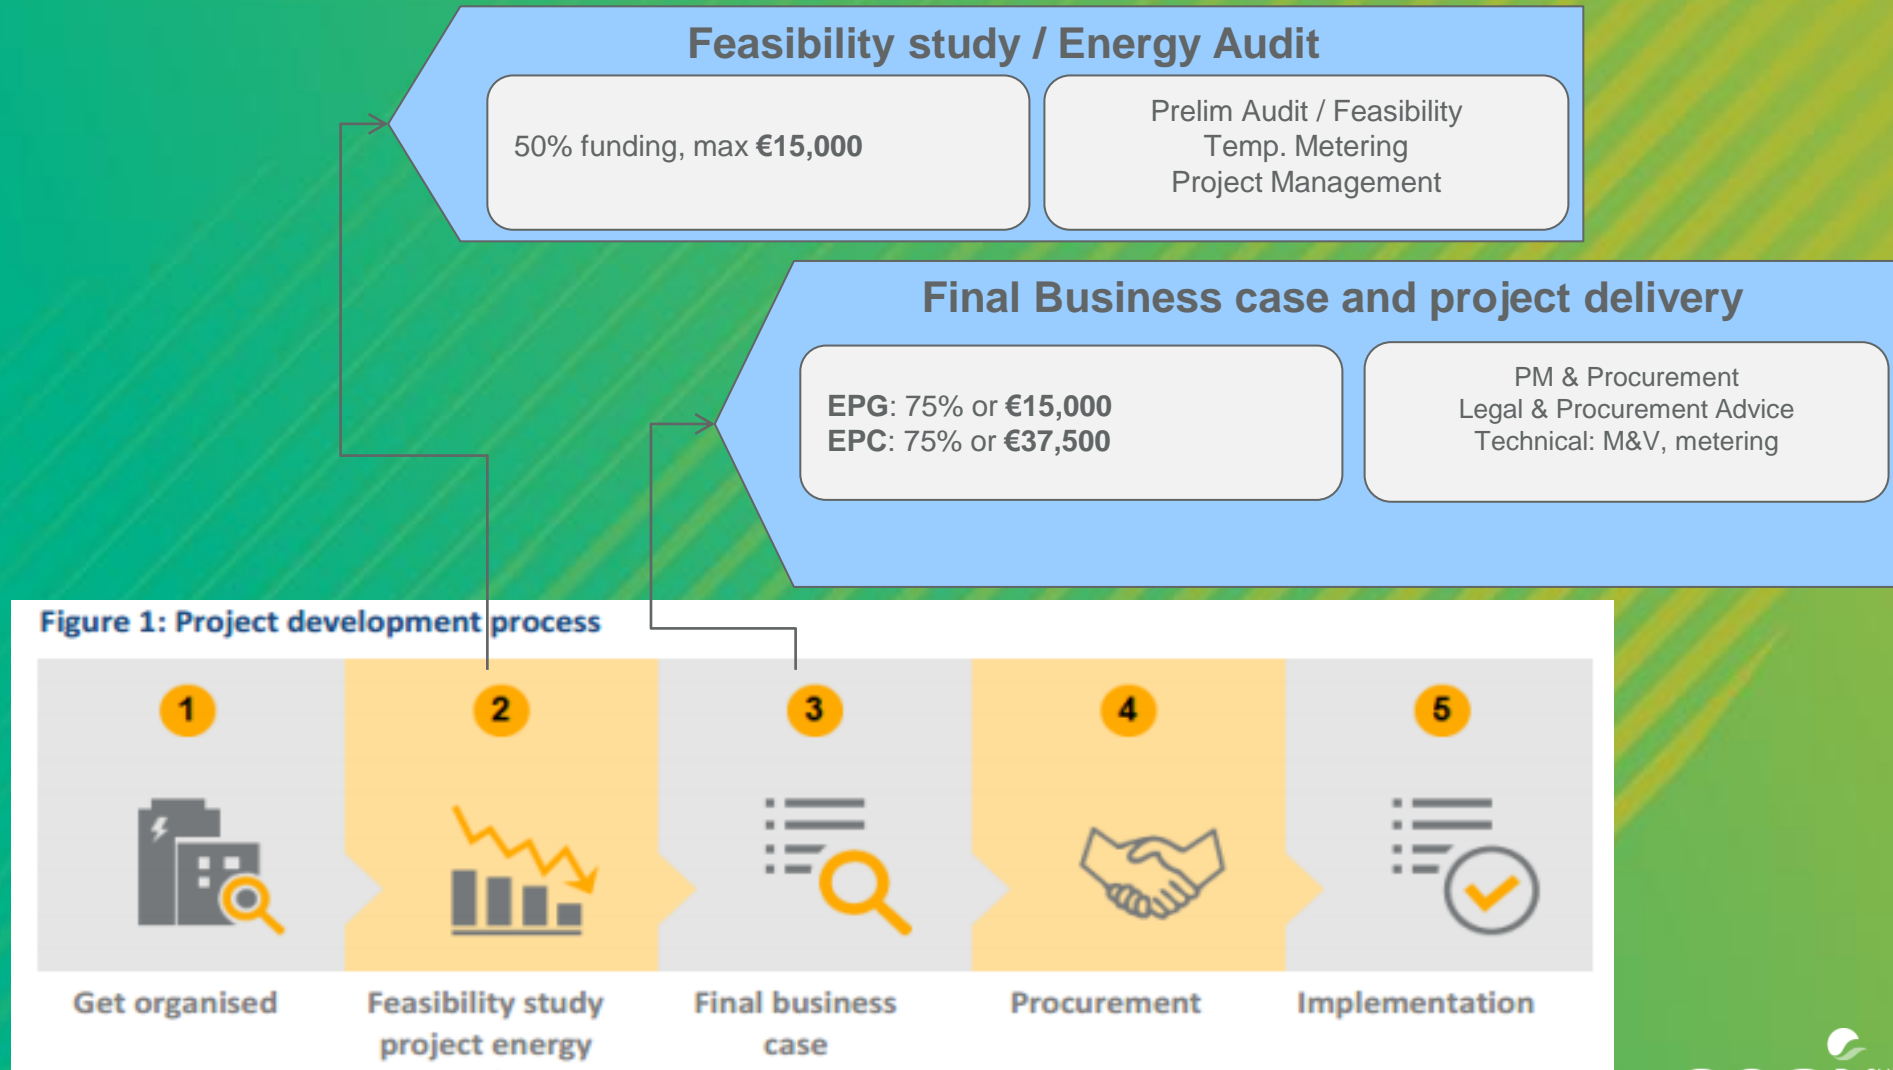 Feasibility study / Energy Audit
50% funding, max €15,000
Prelim Audit / Feasibility
Temp. Metering
Project Management
Final Business case and project delivery
EPG: 75% or €15,000
EPC: 75% or €37,500
PM & Procurement
Legal & Procurement Advice
Technical: M&V, metering
Figure 1: Project development process
1
2
3
4
5
Get organised
Feasibility study
project energy
Final business
case
Procurement
Implementation